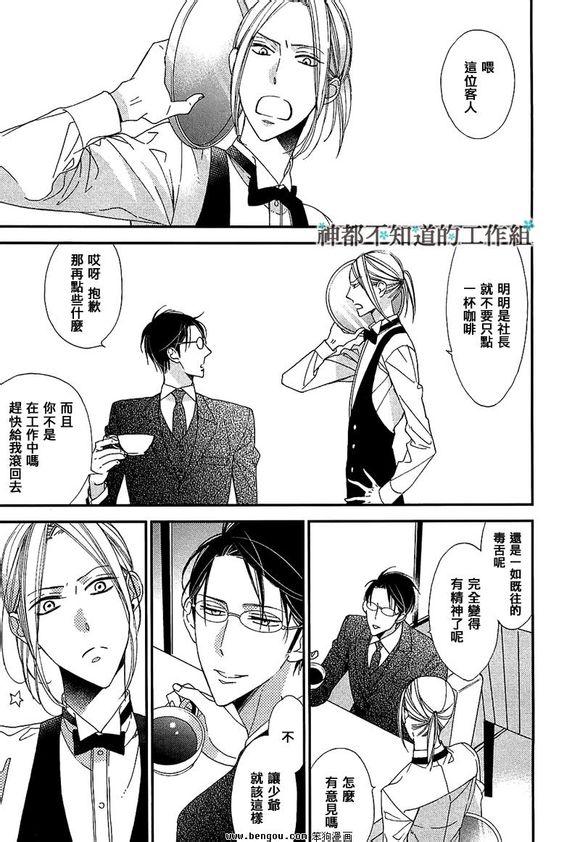 喂
這位客人
神都不知道的工作組
明明是社長
就不要只點
一杯咖啡
哎呀 抱歉
那再點些什麼
而且
你不是
在工作中嗎
趕快給我滾回去
還是一如既往的
毒舌呢
完全變得
有精神了呢
怎麼
有意見嗎
不
讓少爺
就該這樣
www.bengou.com 笨狗漫画